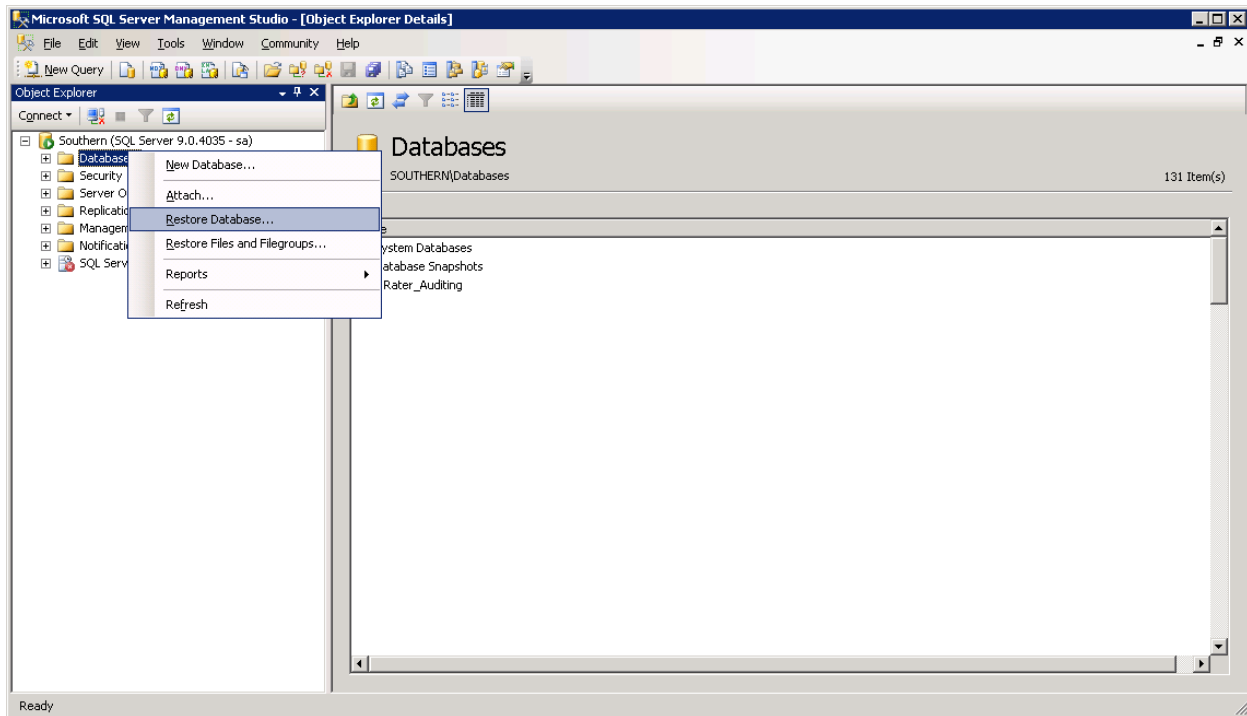 Microsoft SQL Server Management Studio - [Object Explorer Details]
File Edit View Tools Window Community Help
New Query
Object Explorer
Connect
Southern (SQL Server 9.0.4035 - sa)
Database
Security
Server O
Replicatio
Managem
Notificati
SQL Serv
New Database...
Attach...
Restore Database...
Restore Files and Filegroups...
Reports
Refresh
Databases
SOUTHERN\Databases
131 Item(s)
e
ystem Databases
atabase Snapshots
Rater_Auditing
Ready